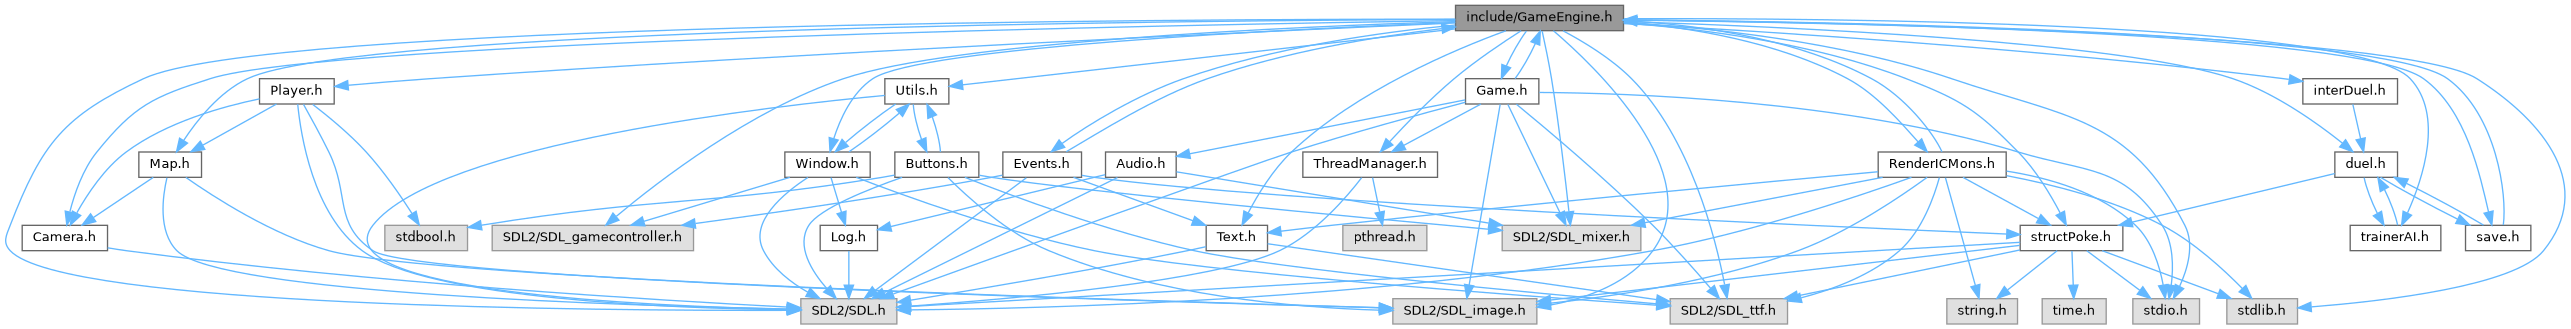 include/GameEngine.h
Player.h
Utils.h
Game.h
interDuel.h
Map.h
Window.h
Buttons.h
Events.h
Audio.h
ThreadManager.h
RenderICMons.h
duel.h
Camera.h
stdbool.h
SDL2/SDL_gamecontroller.h
Log.h
SDL2/SDL_mixer.h
Text.h
pthread.h
structPoke.h
trainerAI.h
save.h
SDL2/SDL.h
SDL2/SDL_image.h
SDL2/SDL_ttf.h
string.h
time.h
stdio.h
stdlib.h